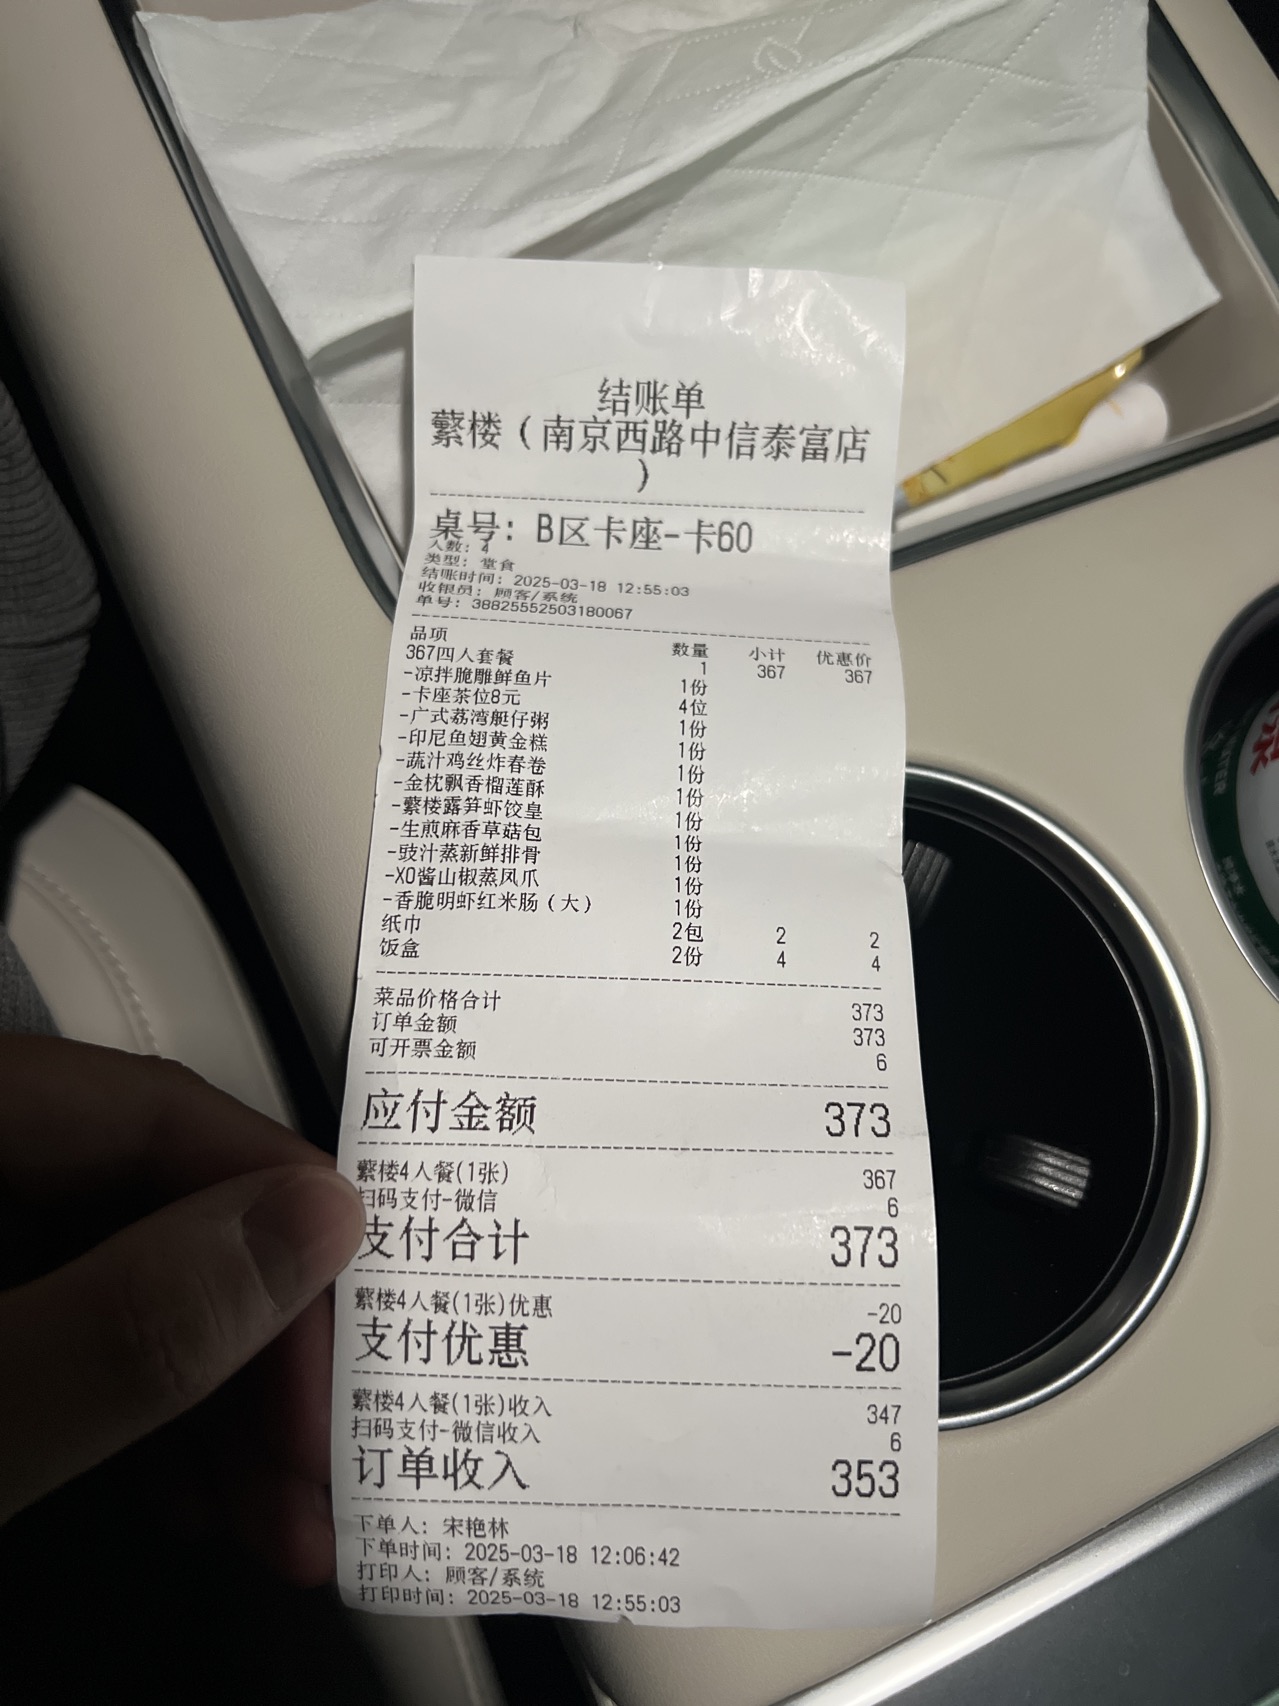 结账单
蘩楼（南京西路中信泰富店
）
桌号：B区卡座-卡60
人数：4
类型：堂食
结账时间：2025-03-18 12:55:03
收银员：顾客/系统
单号：38825552503180067
品项 数量 小计 优惠价
367四人套餐 1 367 367
-凉拌脆雕鲜鱼片 1份
-卡座茶位8元 4位
-广式荔湾艇仔粥 1份
-印尼鱼翅黄金糕 1份
-蔬汁鸡丝炸春卷 1份
-金枕飘香榴莲酥 1份
-蘩楼露笋虾饺皇 1份
-生煎麻香草菇包 1份
-豉汁蒸新鲜排骨 1份
-XO酱山椒蒸凤爪 1份
-香脆明虾红米肠（大） 1份
纸巾 2包 2 2
饭盒 2份 4 4
菜品价格合计 373
订单金额 373
可开票金额 6
应付金额 373
蘩楼4人餐(1张) 367
扫码支付-微信 6
支付合计 373
蘩楼4人餐(1张)优惠 -20
支付优惠 -20
蘩楼4人餐(1张)收入 347
扫码支付-微信收入 6
订单收入 353
下单人：宋艳林
下单时间：2025-03-18 12:06:42
打印人：顾客/系统
打印时间：2025-03-18 12:55:03